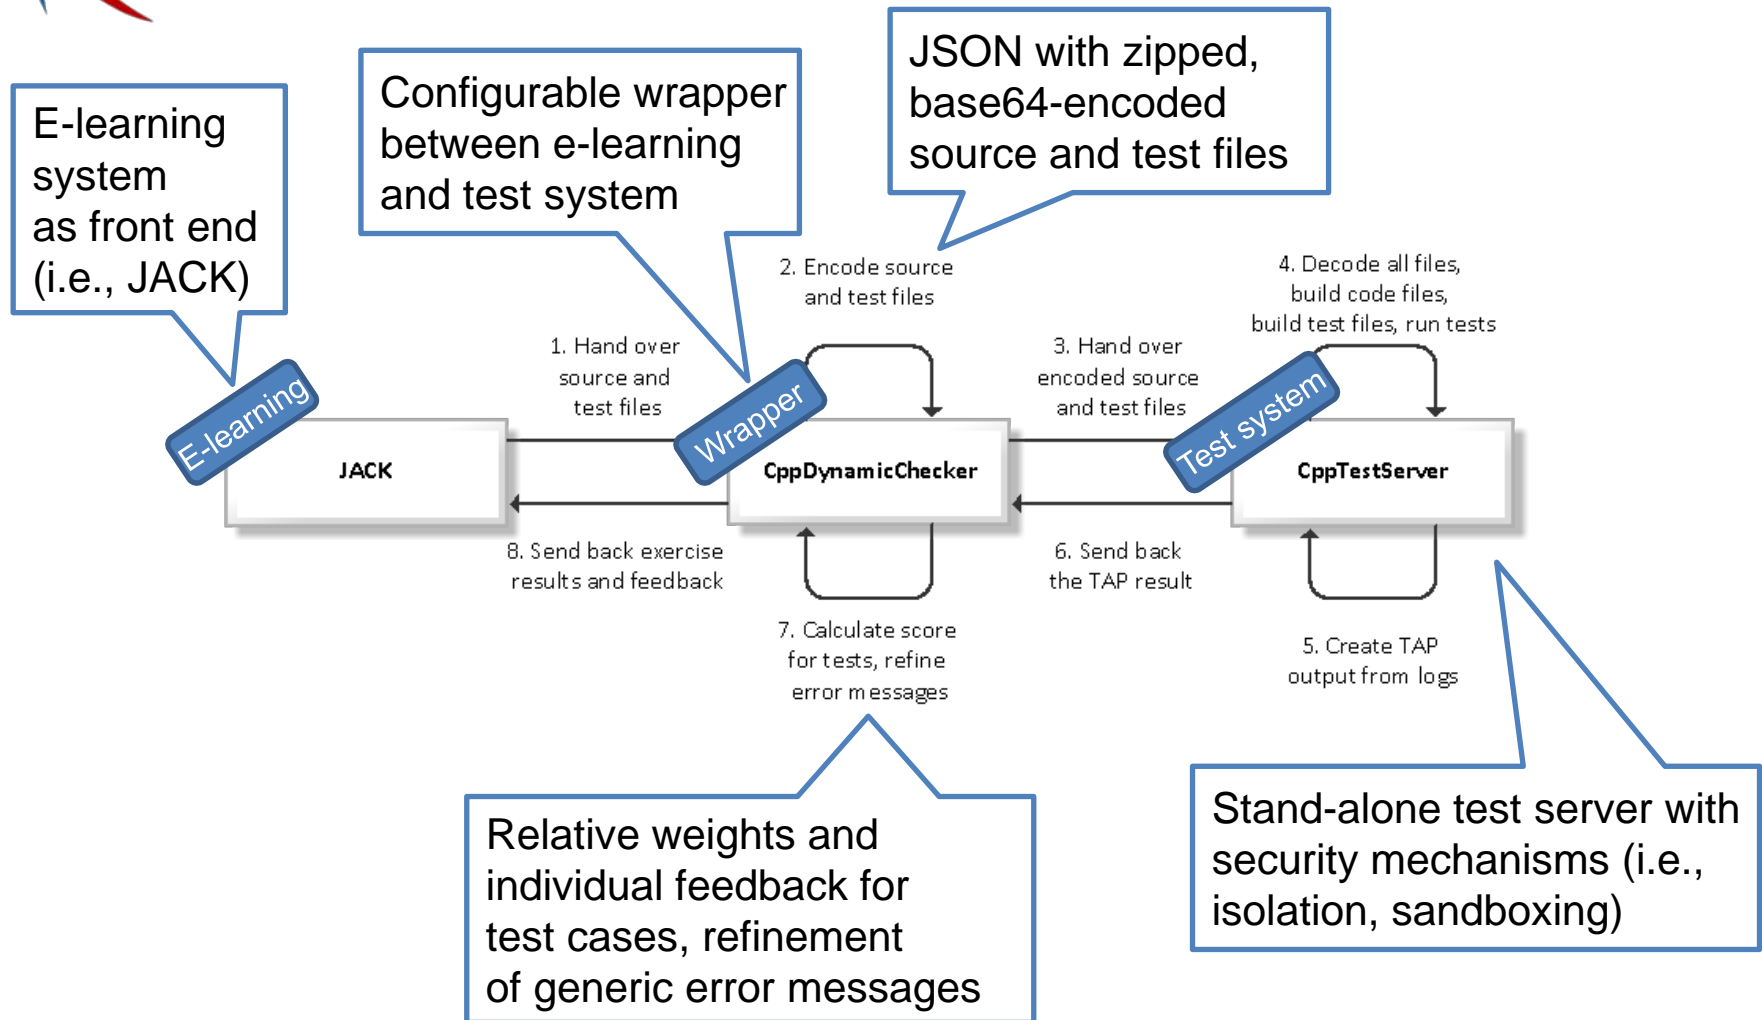 JSON with zipped,
base64-encoded
source and test files
Configurable wrapper
between e-learning
and test system
E-learning
system
as front end
(i.e., JACK)
2. Encode source
and test files
4. Decode all files,
build code files,
build test files, run tests
1. Hand over
source and
test files
3. Hand over
encoded source
and test files
E-learning
Wrapper
Test system
JACK
CppDynamicChecker
CppTestServer
8. Send back exercise
results and feedback
6. Send back
the TAP result
7. Calculate score
for tests, refine
error messages
5. Create TAP
output from logs
Relative weights and
individual feedback for
test cases, refinement
of generic error messages
Stand-alone test server with
security mechanisms (i.e.,
isolation, sandboxing)